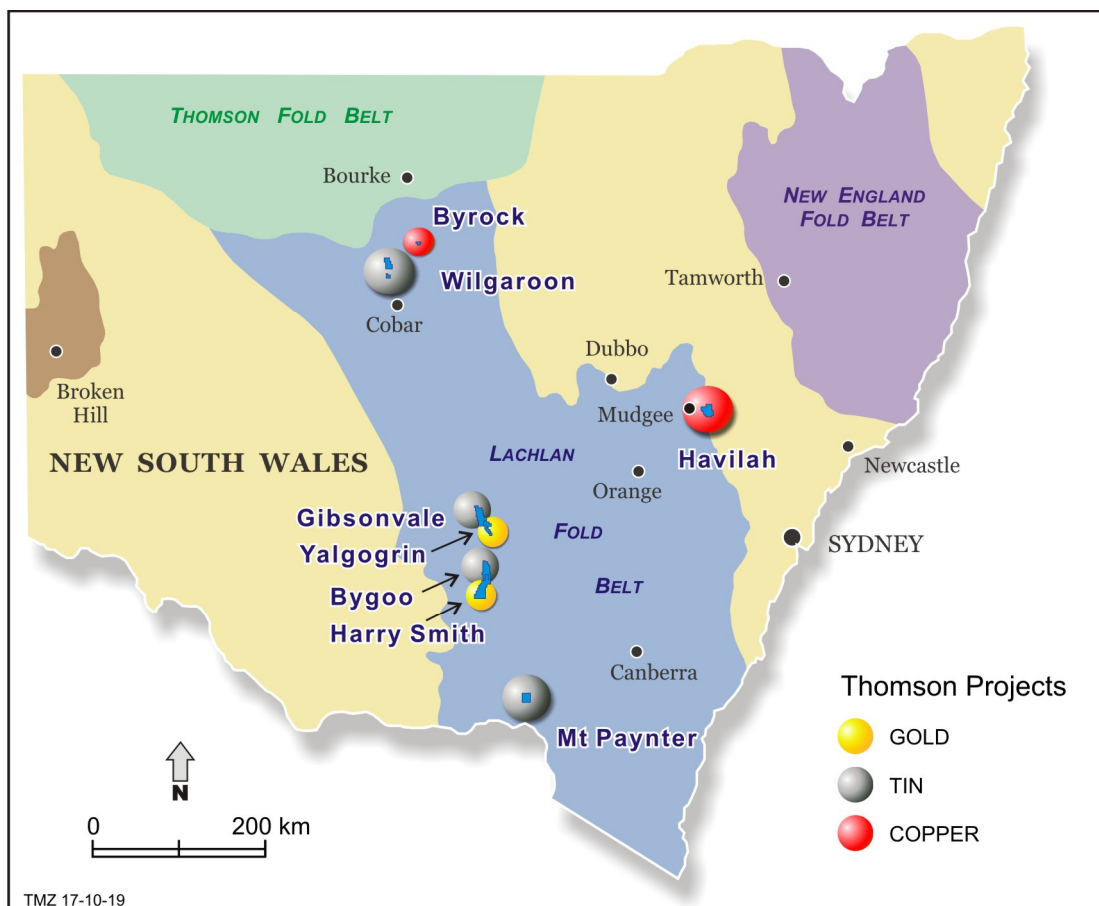 THOMSON FOLD BELT
Bourke
Byrock
Wilgaroon
Cobar
NEW ENGLAND
FOLD BELT
Tamworth
Broken
Hill
Dubbo
Mudgee
Havilah
NEW SOUTH WALES
LACHLAN
Orange
Newcastle
Gibsonvale
Yalgogrin
FOLD
SYDNEY
Bygoo
BELT
Harry Smith
Canberra
Mt Paynter
Thomson Projects
GOLD
TIN
COPPER
N
0 200 km
TMZ 17-10-19